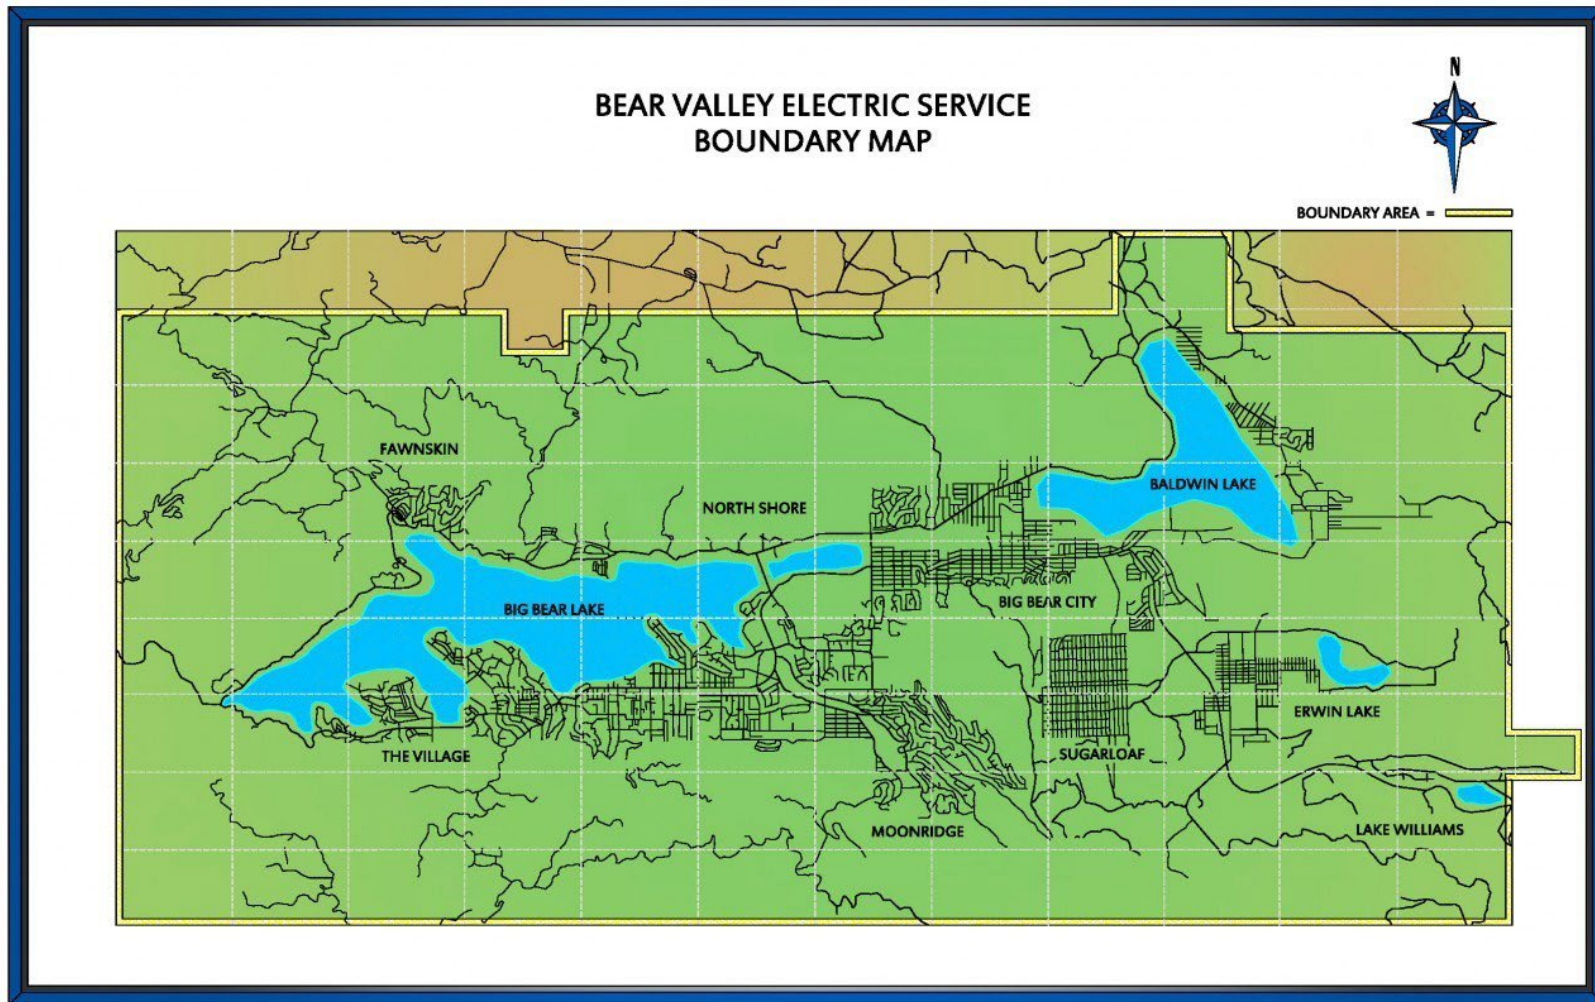 BEAR VALLEY ELECTRIC SERVICE
BOUNDARY MAP
N
BOUNDARY AREA =
FAWNSKIN
NORTH SHORE
BALDWIN LAKE
BIG BEAR LAKE
BIG BEAR CITY
ERWIN LAKE
THE VILLAGE
SUGARLOAF
MOONRIDGE
LAKE WILLIAMS